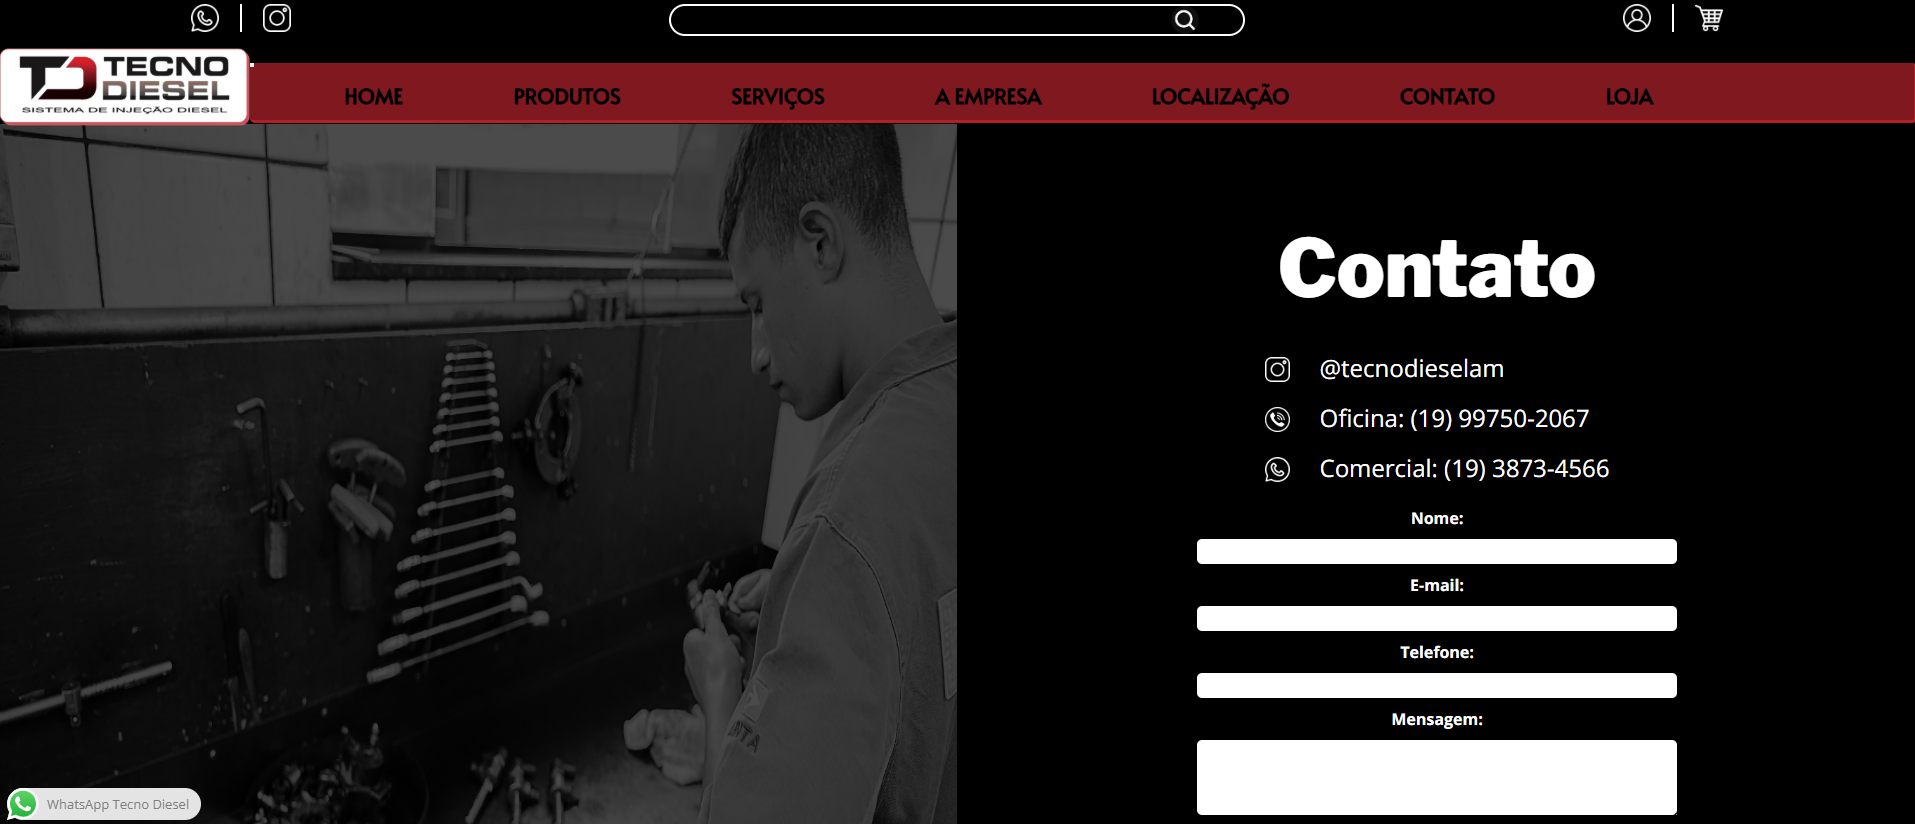 TECNO
DIESEL
SISTEMA DE INJEÇÃO DIESEL
HOME
PRODUTOS
SERVIÇOS
A EMPRESA
LOCALIZAÇÃO
CONTATO
LOJA
Contato
@tecnodieselam
Oficina: (19) 99750-2067
Comercial: (19) 3873-4566
Nome:
E-mail:
Telefone:
Mensagem:
WhatsApp Tecno Diesel